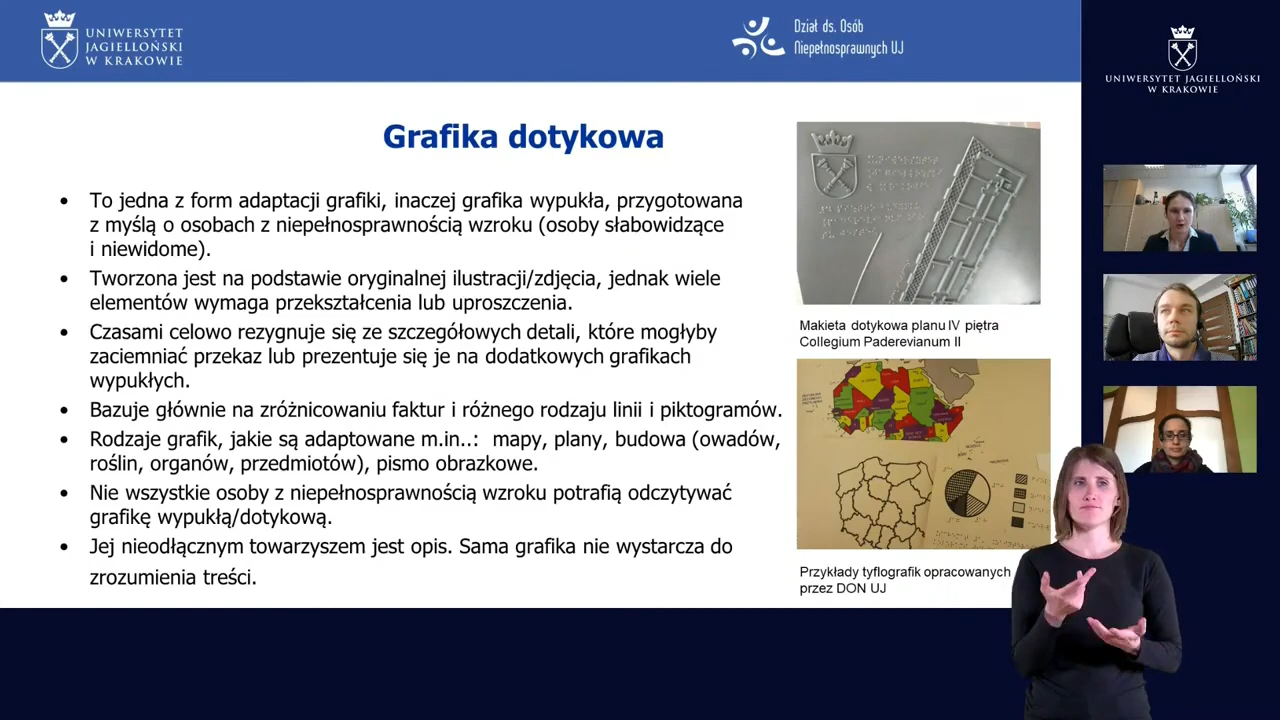 UNIWERSYTET
JAGIELLOŃSKI
W KRAKOWIE
Dział ds. Osób
Niepełnosprawnych UJ
UNIWERSYTET JAGIELLOŃSKI
W KRAKOWIE
Grafika dotykowa
• To jedna z form adaptacji grafiki, inaczej grafika wypukła, przygotowana
z myślą o osobach z niepełnosprawnością wzroku (osoby słabowidzące
i niewidome).
• Tworzona jest na podstawie oryginalnej ilustracji/zdjęcia, jednak wiele
elementów wymaga przekształcenia lub uproszczenia.
• Czasami celowo rezygnuje się ze szczegółowych detali, które mogłyby
zaciemniać przekaz lub prezentuje się je na dodatkowych grafikach
wypukłych.
• Bazuje głównie na zróżnicowaniu faktur i różnego rodzaju linii i piktogramów.
• Rodzaje grafik, jakie są adaptowane m.in..: mapy, plany, budowa (owadów,
roślin, organów, przedmiotów), pismo obrazkowe.
• Nie wszystkie osoby z niepełnosprawnością wzroku potrafią odczytywać
grafikę wypukłą/dotykową.
• Jej nieodłącznym towarzyszem jest opis. Sama grafika nie wystarcza do
zrozumienia treści.
Makieta dotykowa planu IV piętra
Collegium Paderevianum II
Przykłady tyflografik opracowanych
przez DON UJ